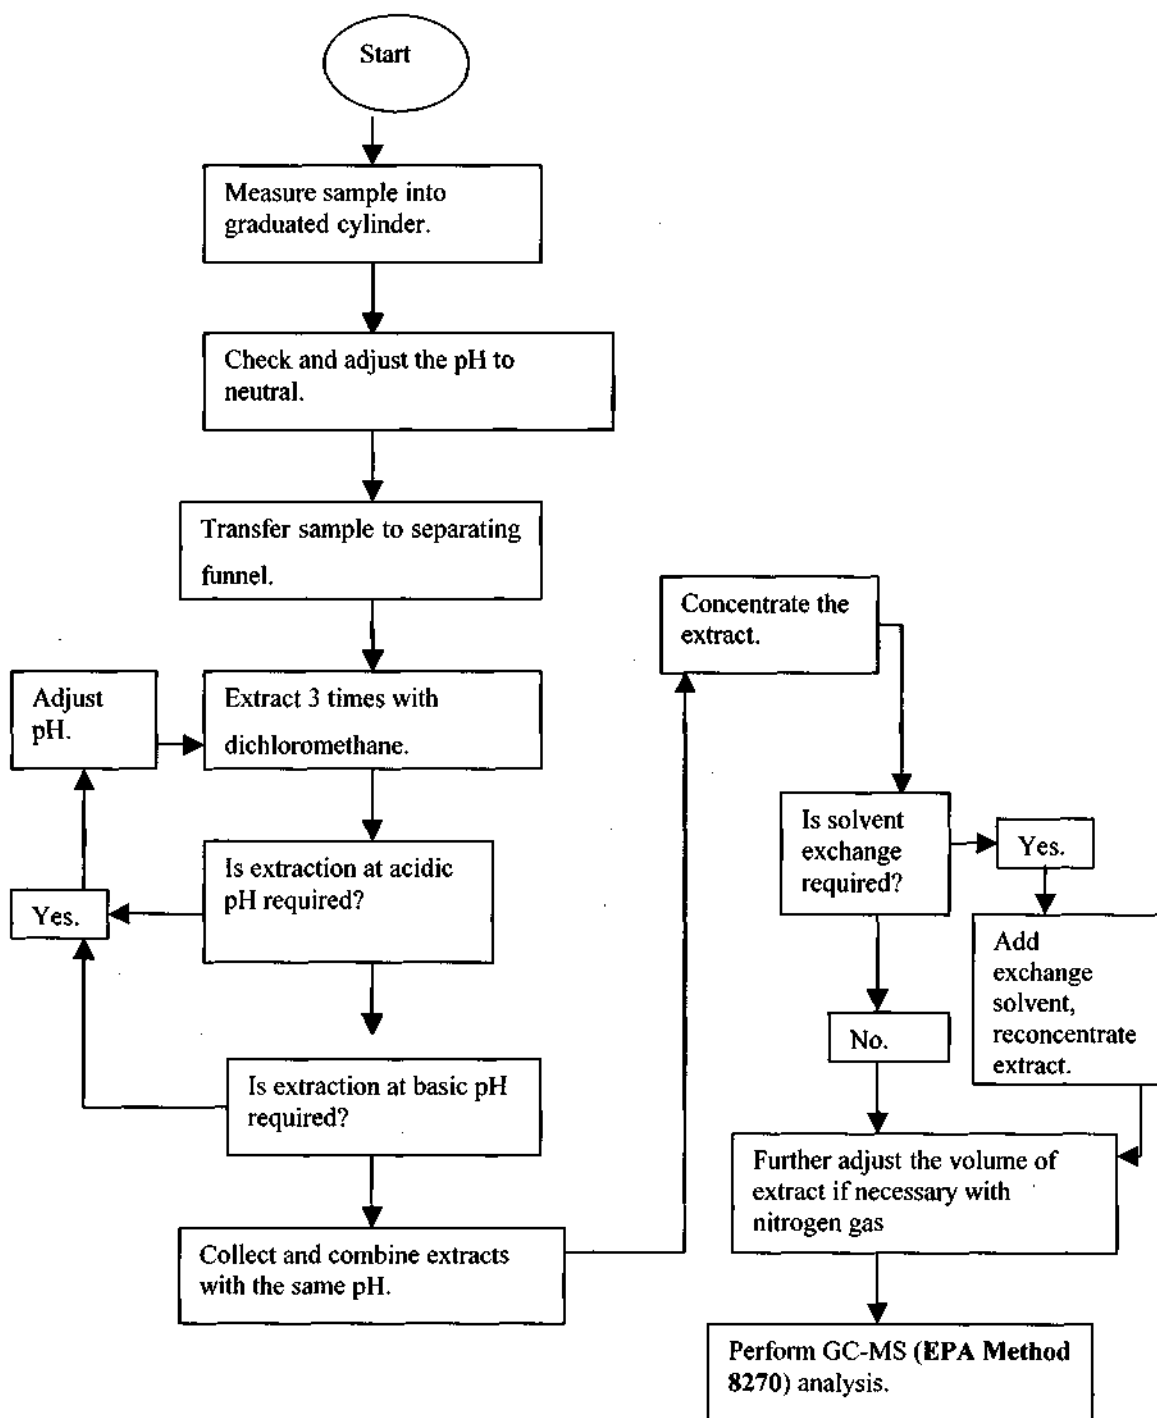 Start
Measure sample into
graduated cylinder.
Check and adjust the pH to
neutral.
Transfer sample to separating
funnel.
Adjust
pH.
Extract 3 times with
dichloromethane.
Is extraction at acidic
pH required?
Yes.
Is extraction at basic pH
required?
Collect and combine extracts
with the same pH.
Concentrate the
extract.
Is solvent
exchange
required?
Yes.
Add
exchange
solvent,
reconcentrate
extract.
No.
Further adjust the volume of
extract if necessary with
nitrogen gas
Perform GC-MS (EPA Method
8270) analysis.